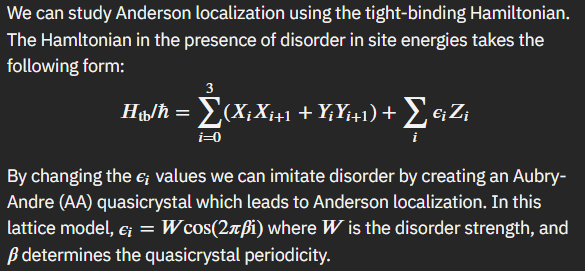 We can study Anderson localization using the tight-binding Hamiltonian.
The Hamltonian in the presence of disorder in site energies takes the
following form:
H_tb/ħ = ∑_{i=0}^{3}(X_i X_{i+1} + Y_i Y_{i+1}) + ∑_i ϵ_i Z_i
By changing the ϵ_i values we can imitate disorder by creating an Aubry-
Andre (AA) quasicrystal which leads to Anderson localization. In this
lattice model, ϵ_i = W cos(2πβi) where W is the disorder strength, and
β determines the quasicrystal periodicity.